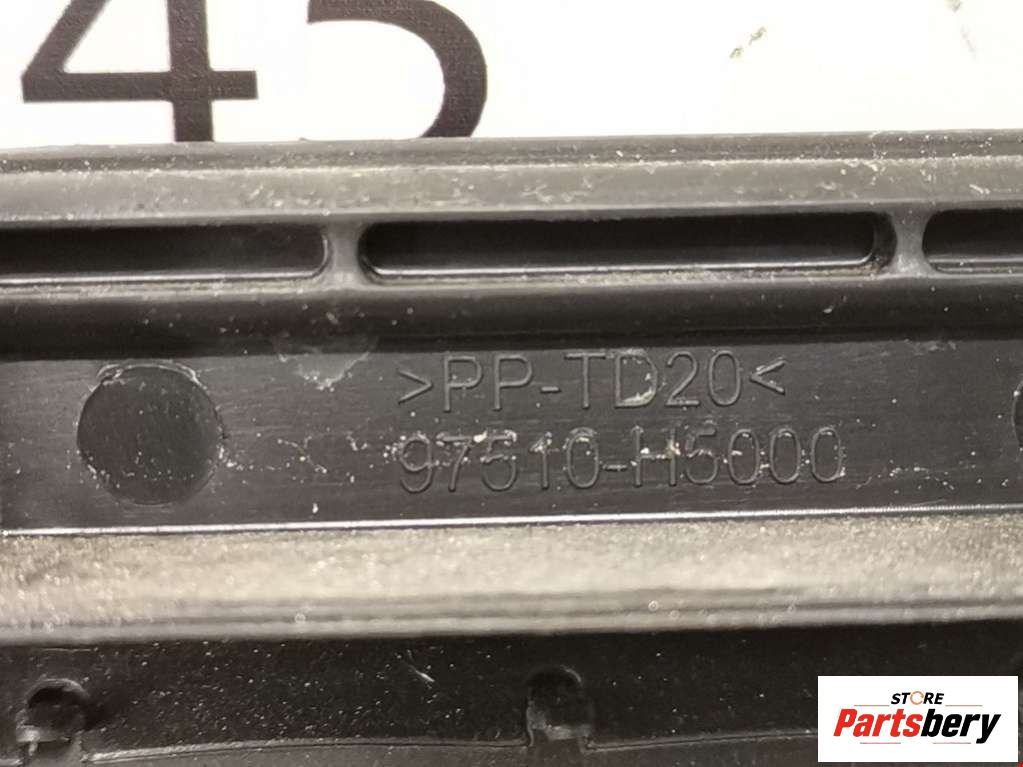 45
>PP-TD20<
97510-H5000
STORE
Partsbery